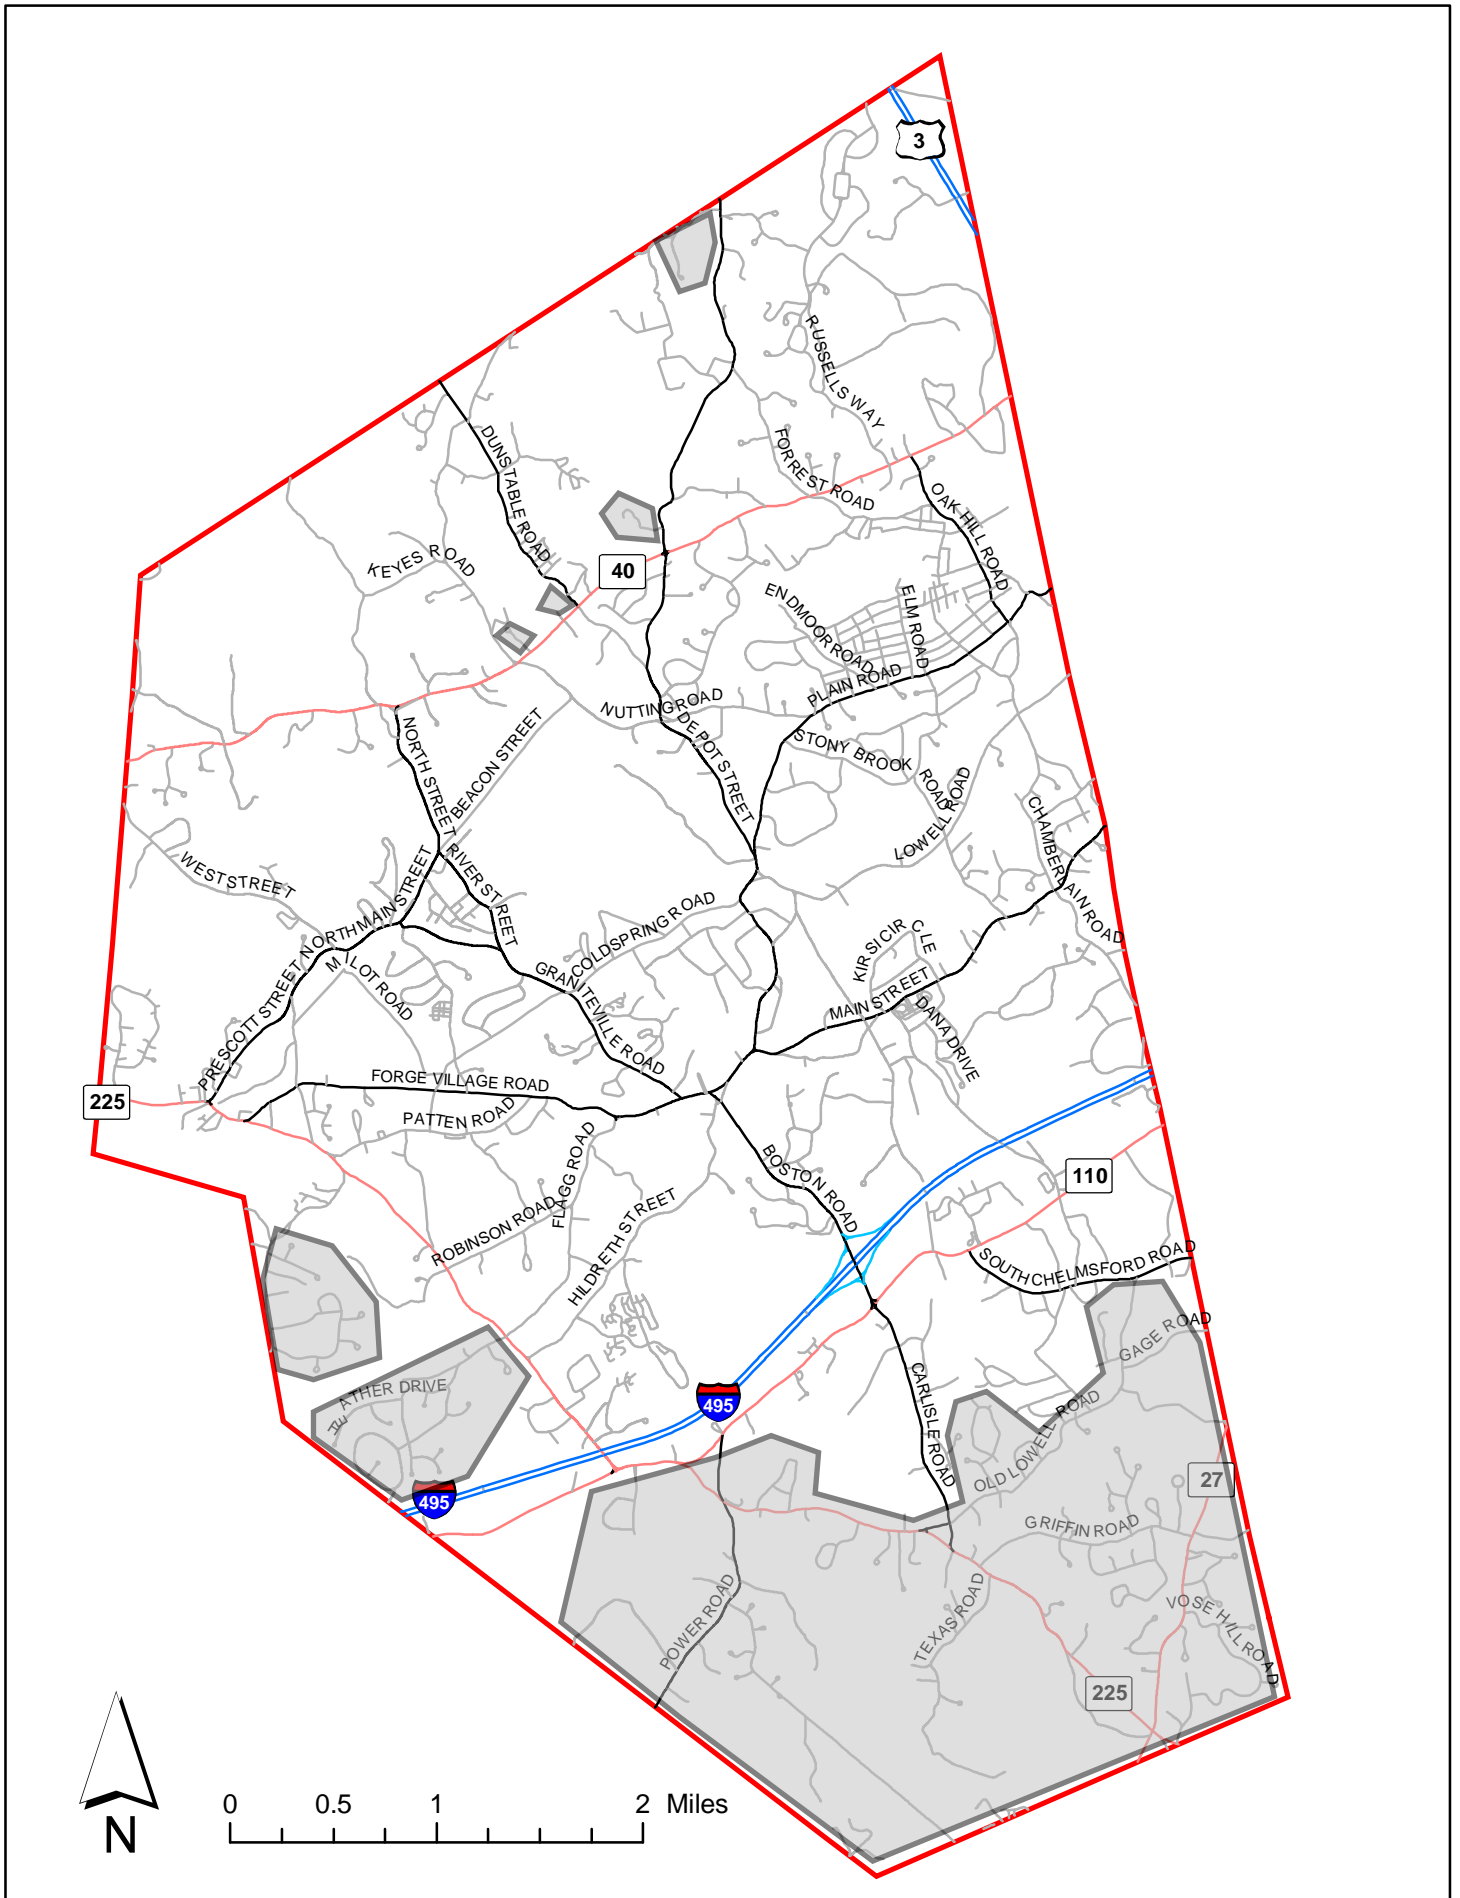 3
RUSSELLS WAY
DUNSTABLE ROAD
FORREST ROAD
OAK HILL ROAD
KEYES ROAD
40
ENDMOOR ROAD
ELM ROAD
PLAIN ROAD
NUTTING ROAD
DEPOT STREET
STONY BROOK ROAD
NORTH STREET
BEACON STREET
LOWELL ROAD
CHAMBERLAIN ROAD
WEST STREET
RIVER STREET
NORTH MAIN STREET
COLD SPRING ROAD
KIRSI CIRCLE
MILOT ROAD
GRANITEVILLE ROAD
MAIN STREET
DANA DRIVE
PRESCOTT STREET
FORGE VILLAGE ROAD
225
PATTEN ROAD
FLAGG ROAD
BOSTON ROAD
110
ROBINSON ROAD
HILDRETH STREET
SOUTH CHELMSFORD ROAD
GAGE ROAD
HEATHER DRIVE
495
CARLISLE ROAD
OLD LOWELL ROAD
27
495
GRIFFIN ROAD
POWER ROAD
TEXAS ROAD
VOSE HILL ROAD
225
N
0 0.5 1 2 Miles